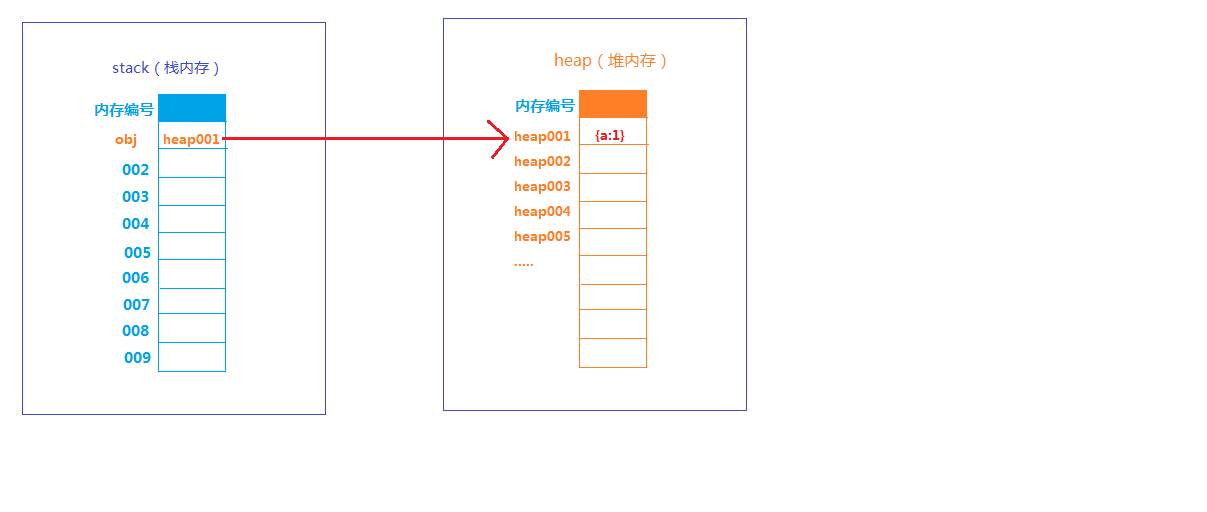 stack（栈内存）
内存编号
obj heap001
002
003
004
005
006
007
008
009
heap（堆内存）
内存编号
heap001 {a:1}
heap002
heap003
heap004
heap005
.....